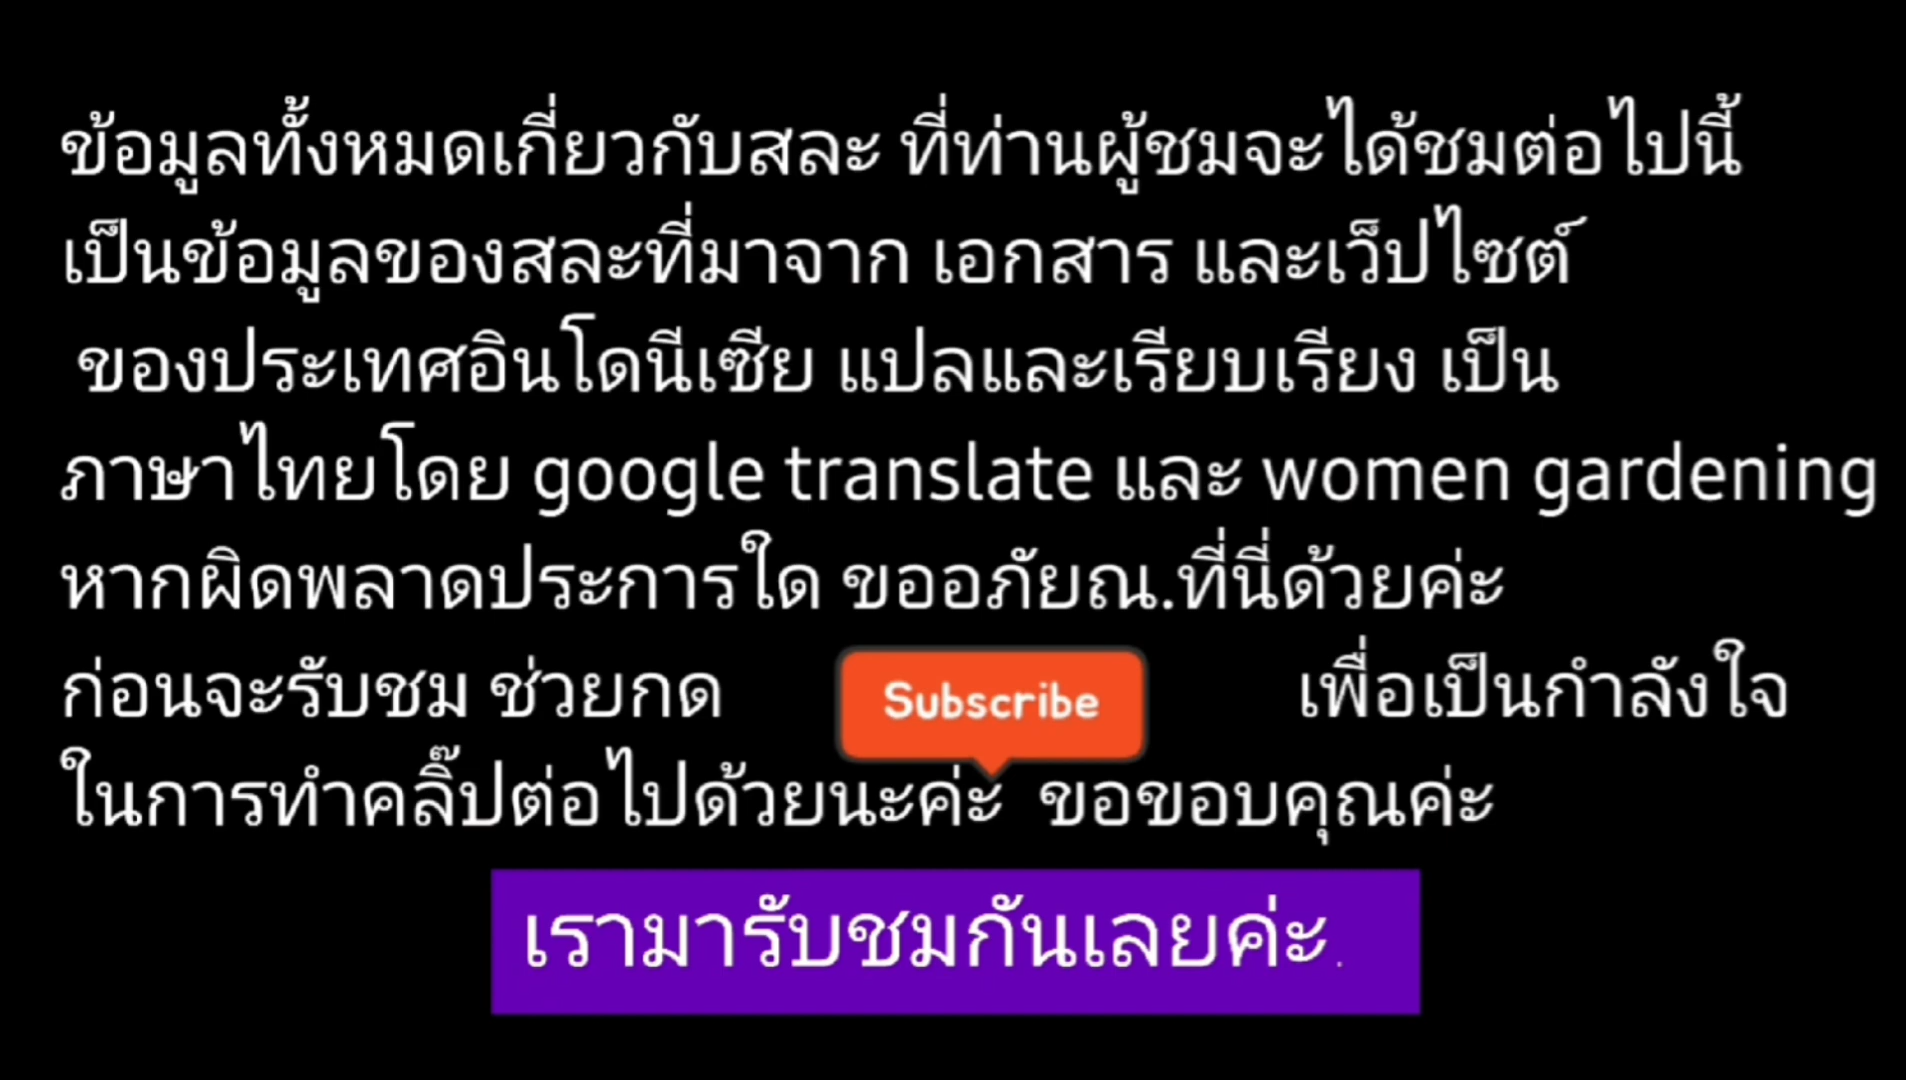 ข้อมูลทั้งหมดเกี่ยวกับสละ ที่ท่านผู้ชมจะได้ชมต่อไปนี้
เป็นข้อมูลของสละที่มาจาก เอกสาร และเว็ปไซต์
ของประเทศอินโดนีเซีย แปลและเรียบเรียง เป็น
ภาษาไทยโดย google translate และ women gardening
หากผิดพลาดประการใด ขออภัยณ.ที่นี่ด้วยค่ะ
ก่อนจะรับชม ช่วยกด Subscribe เพื่อเป็นกำลังใจ
ในการทำคลิ๊ปต่อไปด้วยนะค่ะ ขอขอบคุณค่ะ
เรามารับชมกันเลยค่ะ.